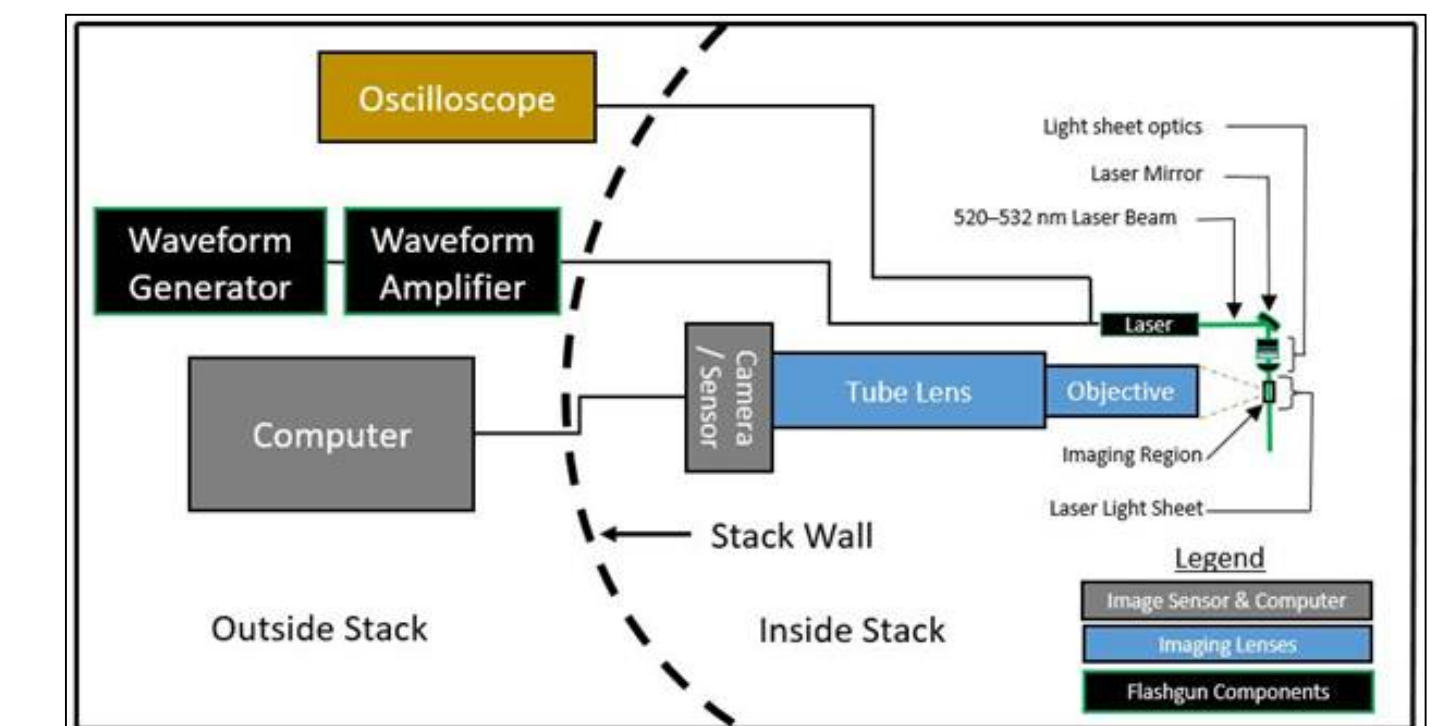 Oscilloscope
Light sheet optics
Laser Mirror
520–532 nm Laser Beam
Waveform
Generator
Waveform
Amplifier
Laser
Camera
/ Sensor
Tube Lens
Objective
Computer
Imaging Region
Laser Light Sheet
Stack Wall
Legend
Image Sensor & Computer
Outside Stack
Inside Stack
Imaging Lenses
Flashgun Components